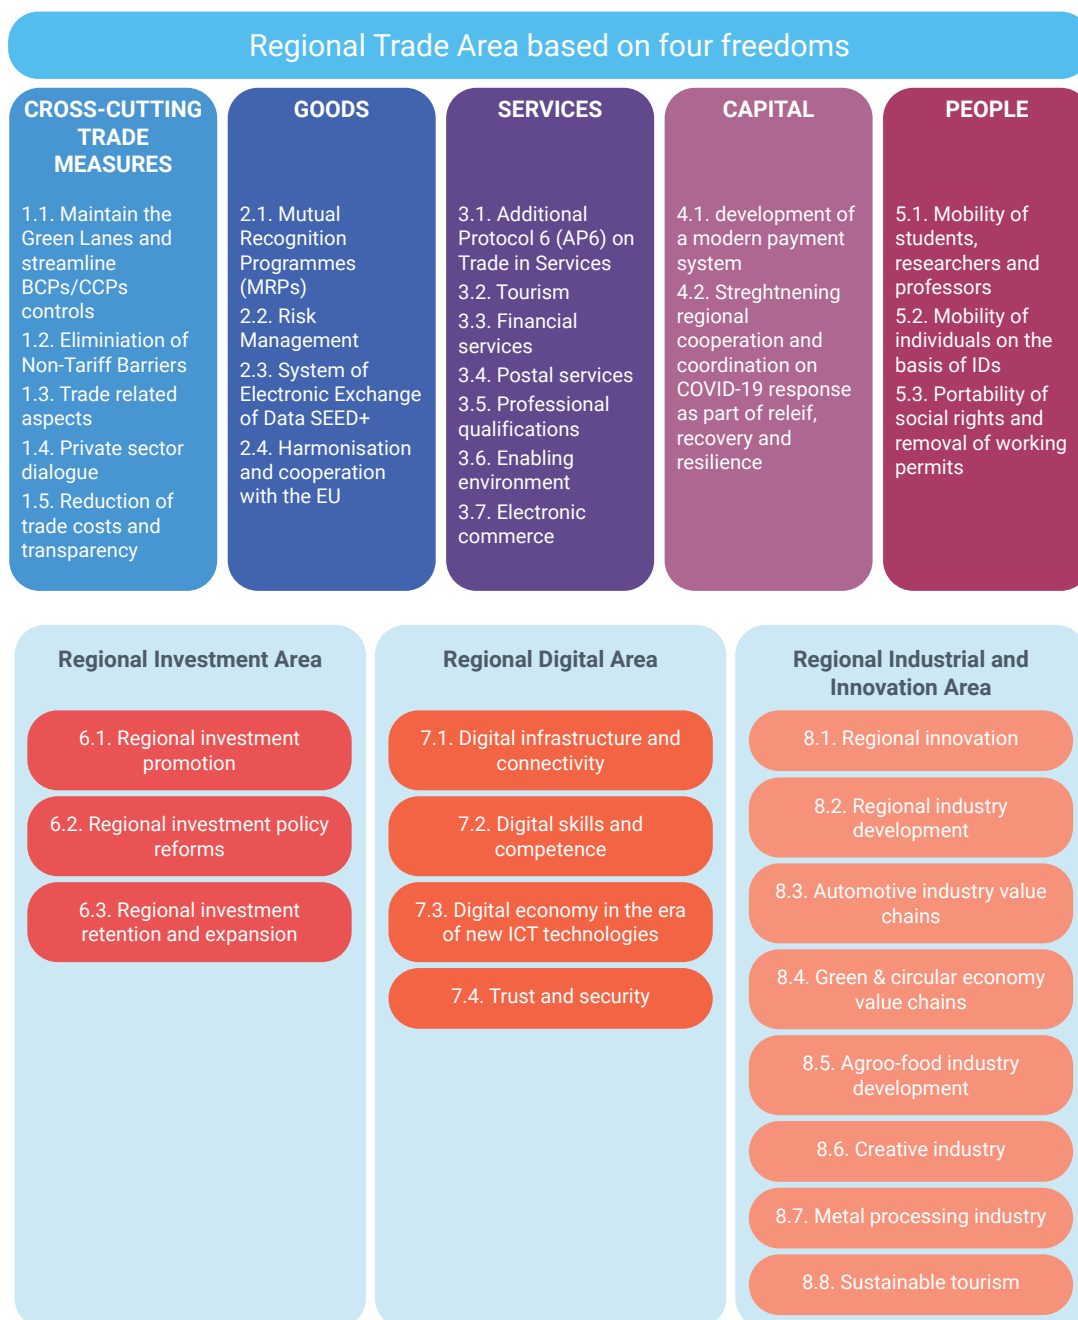 Regional Trade Area based on four freedoms
CROSS-CUTTING
TRADE
MEASURES
1.1. Maintain the
Green Lanes and
streamline
BCPs/CCPs
controls
1.2. Eliminiation of
Non-Tariff Barriers
1.3. Trade related
aspects
1.4. Private sector
dialogue
1.5. Reduction of
trade costs and
transparency
GOODS
2.1. Mutual
Recognition
Programmes
(MRPs)
2.2. Risk
Management
2.3. System of
Electronic Exchange
of Data SEED+
2.4. Harmonisation
and cooperation
with the EU
SERVICES
3.1. Additional
Protocol 6 (AP6) on
Trade in Services
3.2. Tourism
3.3. Financial
services
3.4. Postal services
3.5. Professional
qualifications
3.6. Enabling
environment
3.7. Electronic
commerce
CAPITAL
4.1. development of
a modern payment
system
4.2. Streghtnening
regional
cooperation and
coordination on
COVID-19 response
as part of releif,
recovery and
resilience
PEOPLE
5.1. Mobility of
students,
researchers and
professors
5.2. Mobility of
individuals on the
basis of IDs
5.3. Portability of
social rights and
removal of working
permits
Regional Investment Area
6.1. Regional investment
promotion
6.2. Regional investment policy
reforms
6.3. Regional investment
retention and expansion
Regional Digital Area
7.1. Digital infrastructure and
connectivity
7.2. Digital skills and
competence
7.3. Digital economy in the era
of new ICT technologies
7.4. Trust and security
Regional Industrial and
Innovation Area
8.1. Regional innovation
8.2. Regional industry
development
8.3. Automotive industry value
chains
8.4. Green & circular economy
value chains
8.5. Agroo-food industry
development
8.6. Creative industry
8.7. Metal processing industry
8.8. Sustainable tourism